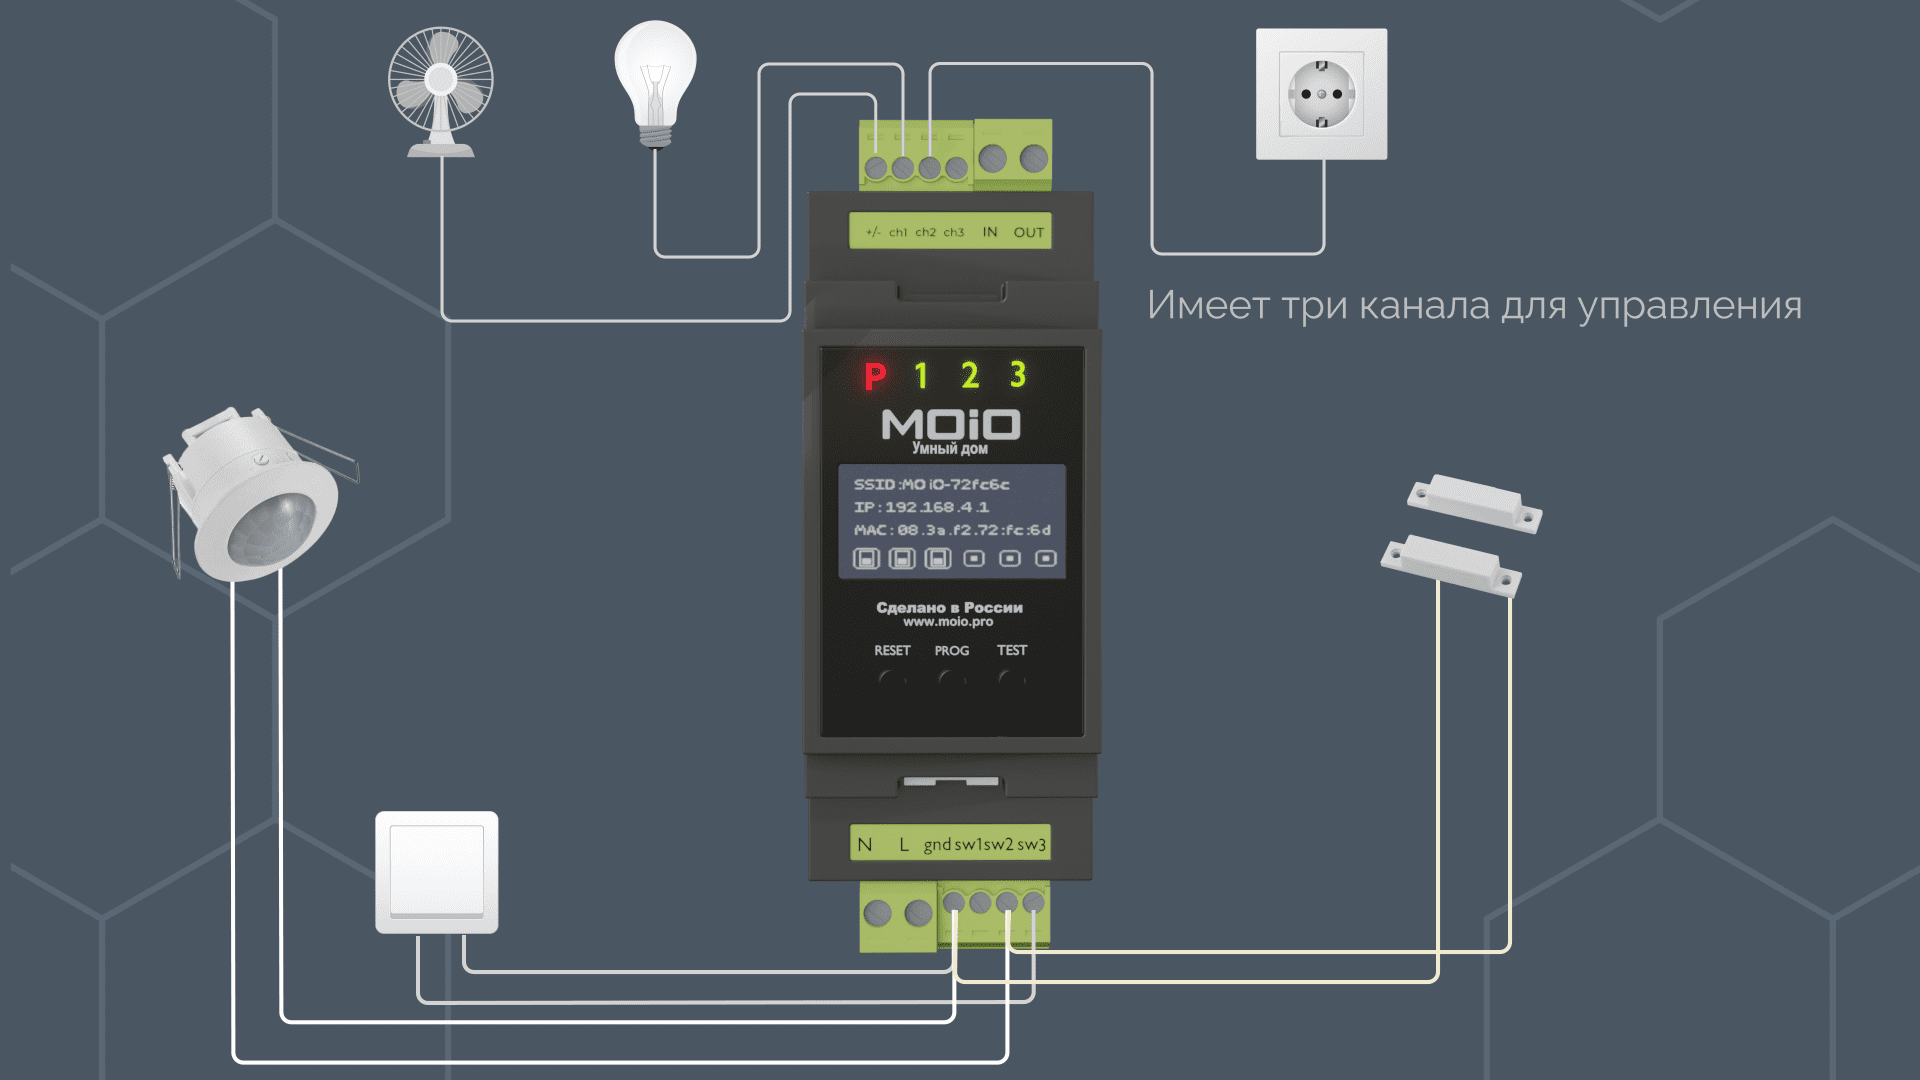 +/- ch1 ch2 ch3 IN OUT
Имеет три канала для управления
P 1 2 3
MOiO
Умный дом
SSID:MOiO-72fc6c
IP:192.168.4.1
MAC:08.3a.f2.72:fc:6d
Сделано в России
www.moio.pro
RESET PROG TEST
N L gnd sw1 sw2 sw3